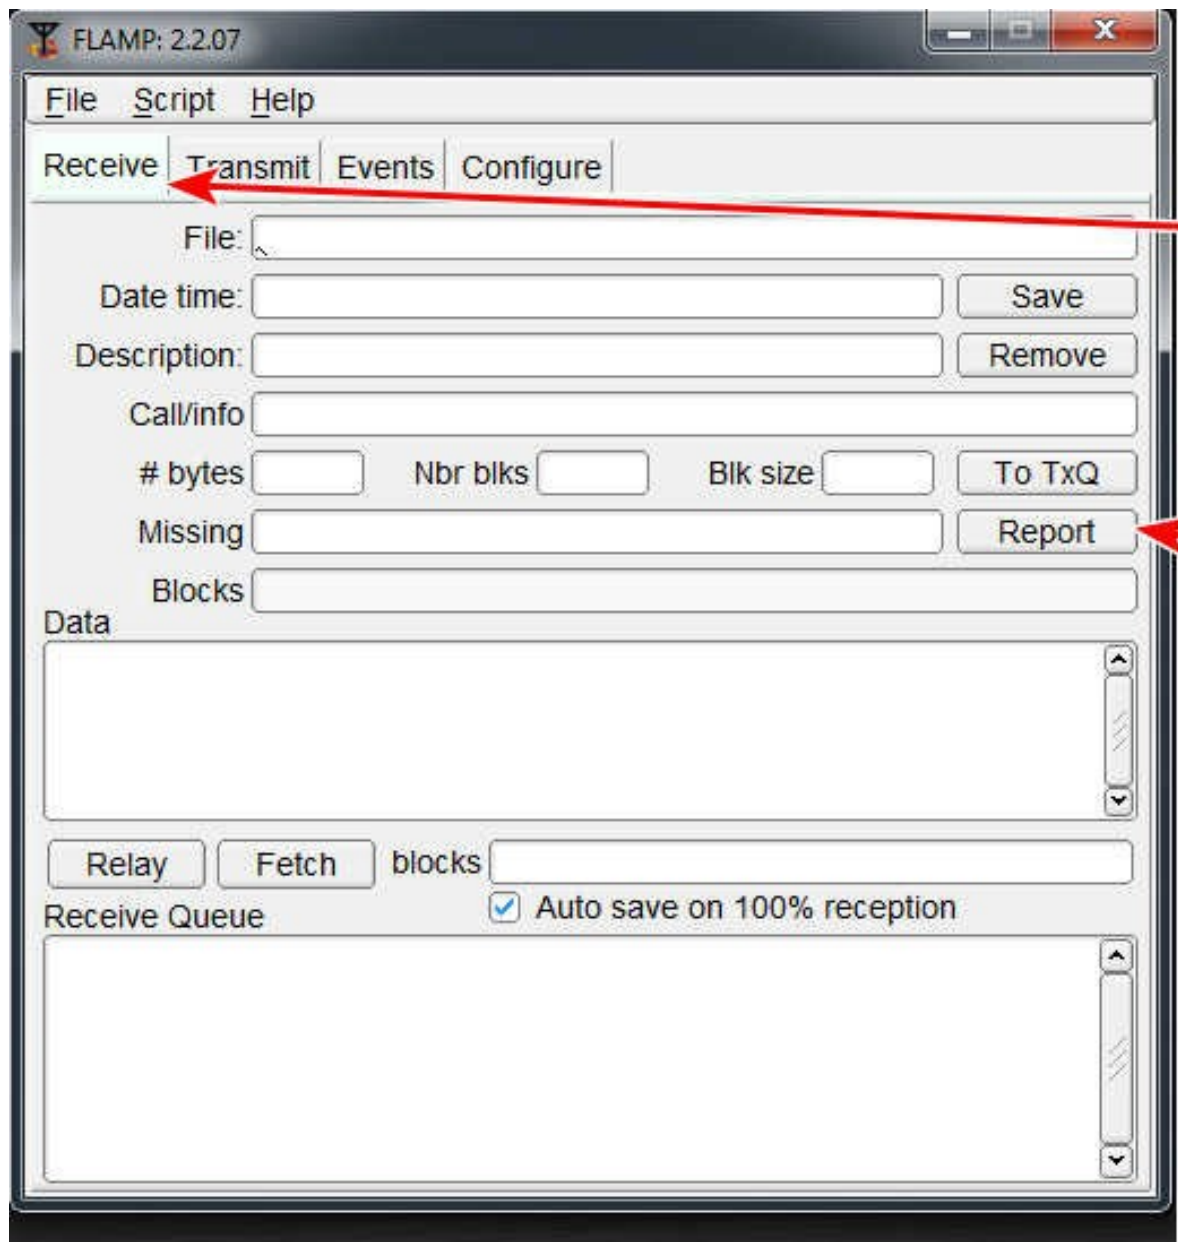 FLAMP: 2.2.07
File Script Help
Receive Transmit Events Configure
File:
Date time: Save
Description: Remove
Call/info
# bytes Nbr blks Blk size To TxQ
Missing Report
Blocks
Data
Relay Fetch blocks
Receive Queue Auto save on 100% reception